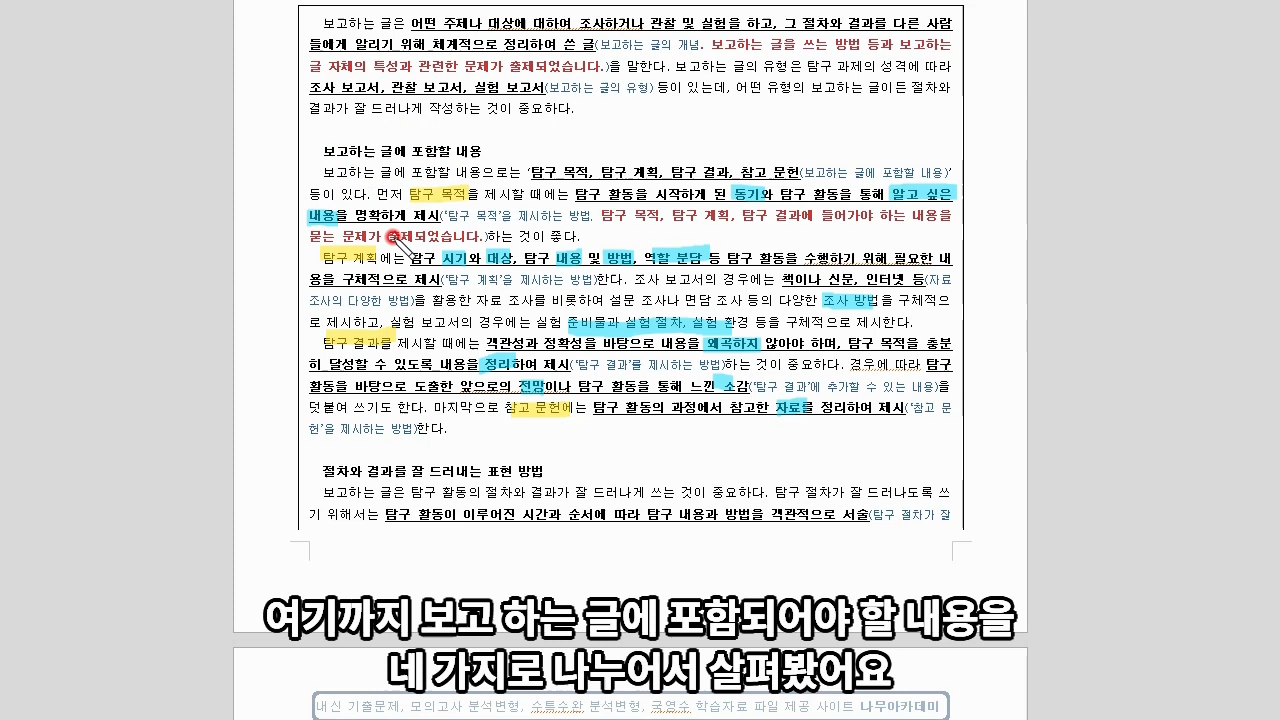 보고하는 글은 어떤 주제나 대상에 대하여 조사하거나 관찰 및 실험을 하고, 그 절차와 결과를 다른 사람
들에게 알리기 위해 체계적으로 정리하여 쓴 글(보고하는 글의 개념. 보고하는 글을 쓰는 방법 등과 보고하는
글 자체의 특성과 관련한 문제가 출제되었습니다.)을 말한다. 보고하는 글의 유형은 탐구 과제의 성격에 따라
조사 보고서, 관찰 보고서, 실험 보고서(보고하는 글의 유형) 등이 있는데, 어떤 유형의 보고하는 글이든 절차와
결과가 잘 드러나게 작성하는 것이 중요하다.
보고하는 글에 포함할 내용
보고하는 글에 포함할 내용으로는 '탐구 목적, 탐구 계획, 탐구 결과, 참고 문헌(보고하는 글에 포함할 내용)'
등이 있다. 먼저 탐구 목적을 제시할 때에는 탐구 활동을 시작하게 된 동기와 탐구 활동을 통해 알고 싶은
내용을 명확하게 제시('탐구 목적'을 제시하는 방법. 탐구 목적, 탐구 계획, 탐구 결과에 들어가야 하는 내용을
묻는 문제가 출제되었습니다.)하는 것이 좋다.
탐구 계획에는 탐구 시기와 대상, 탐구 내용 및 방법, 역할 분담 등 탐구 활동을 수행하기 위해 필요한 내
용을 구체적으로 제시('탐구 계획'을 제시하는 방법)한다. 조사 보고서의 경우에는 책이나 신문, 인터넷 등(자료
조사의 다양한 방법)을 활용한 자료 조사를 비롯하여 설문 조사나 면담 조사 등의 다양한 조사 방법을 구체적으
로 제시하고, 실험 보고서의 경우에는 실험 준비물과 실험 절차, 실험 환경 등을 구체적으로 제시한다.
탐구 결과를 제시할 때에는 객관성과 정확성을 바탕으로 내용을 왜곡하지 않아야 하며, 탐구 목적을 충분
히 달성할 수 있도록 내용을 정리하여 제시('탐구 결과'를 제시하는 방법)하는 것이 중요하다. 경우에 따라 탐구
활동을 바탕으로 도출한 앞으로의 전망이나 탐구 활동을 통해 느낀 소감('탐구 결과'에 추가할 수 있는 내용)을
덧붙여 쓰기도 한다. 마지막으로 참고 문헌에는 탐구 활동의 과정에서 참고한 자료를 정리하여 제시('참고 문
헌'을 제시하는 방법)한다.
절차와 결과를 잘 드러내는 표현 방법
보고하는 글은 탐구 활동의 절차와 결과가 잘 드러나게 쓰는 것이 중요하다. 탐구 절차가 잘 드러나도록 쓰
기 위해서는 탐구 활동이 이루어진 시간과 순서에 따라 탐구 내용과 방법을 객관적으로 서술(탐구 절차가 잘
여기까지 보고 하는 글에 포함되어야 할 내용을
네 가지로 나누어서 살펴봤어요
내신 기출문제, 모의고사 분석변형, 수특수완 분석변형, 국영수 학습자료 파일 제공 사이트 나무아카데미